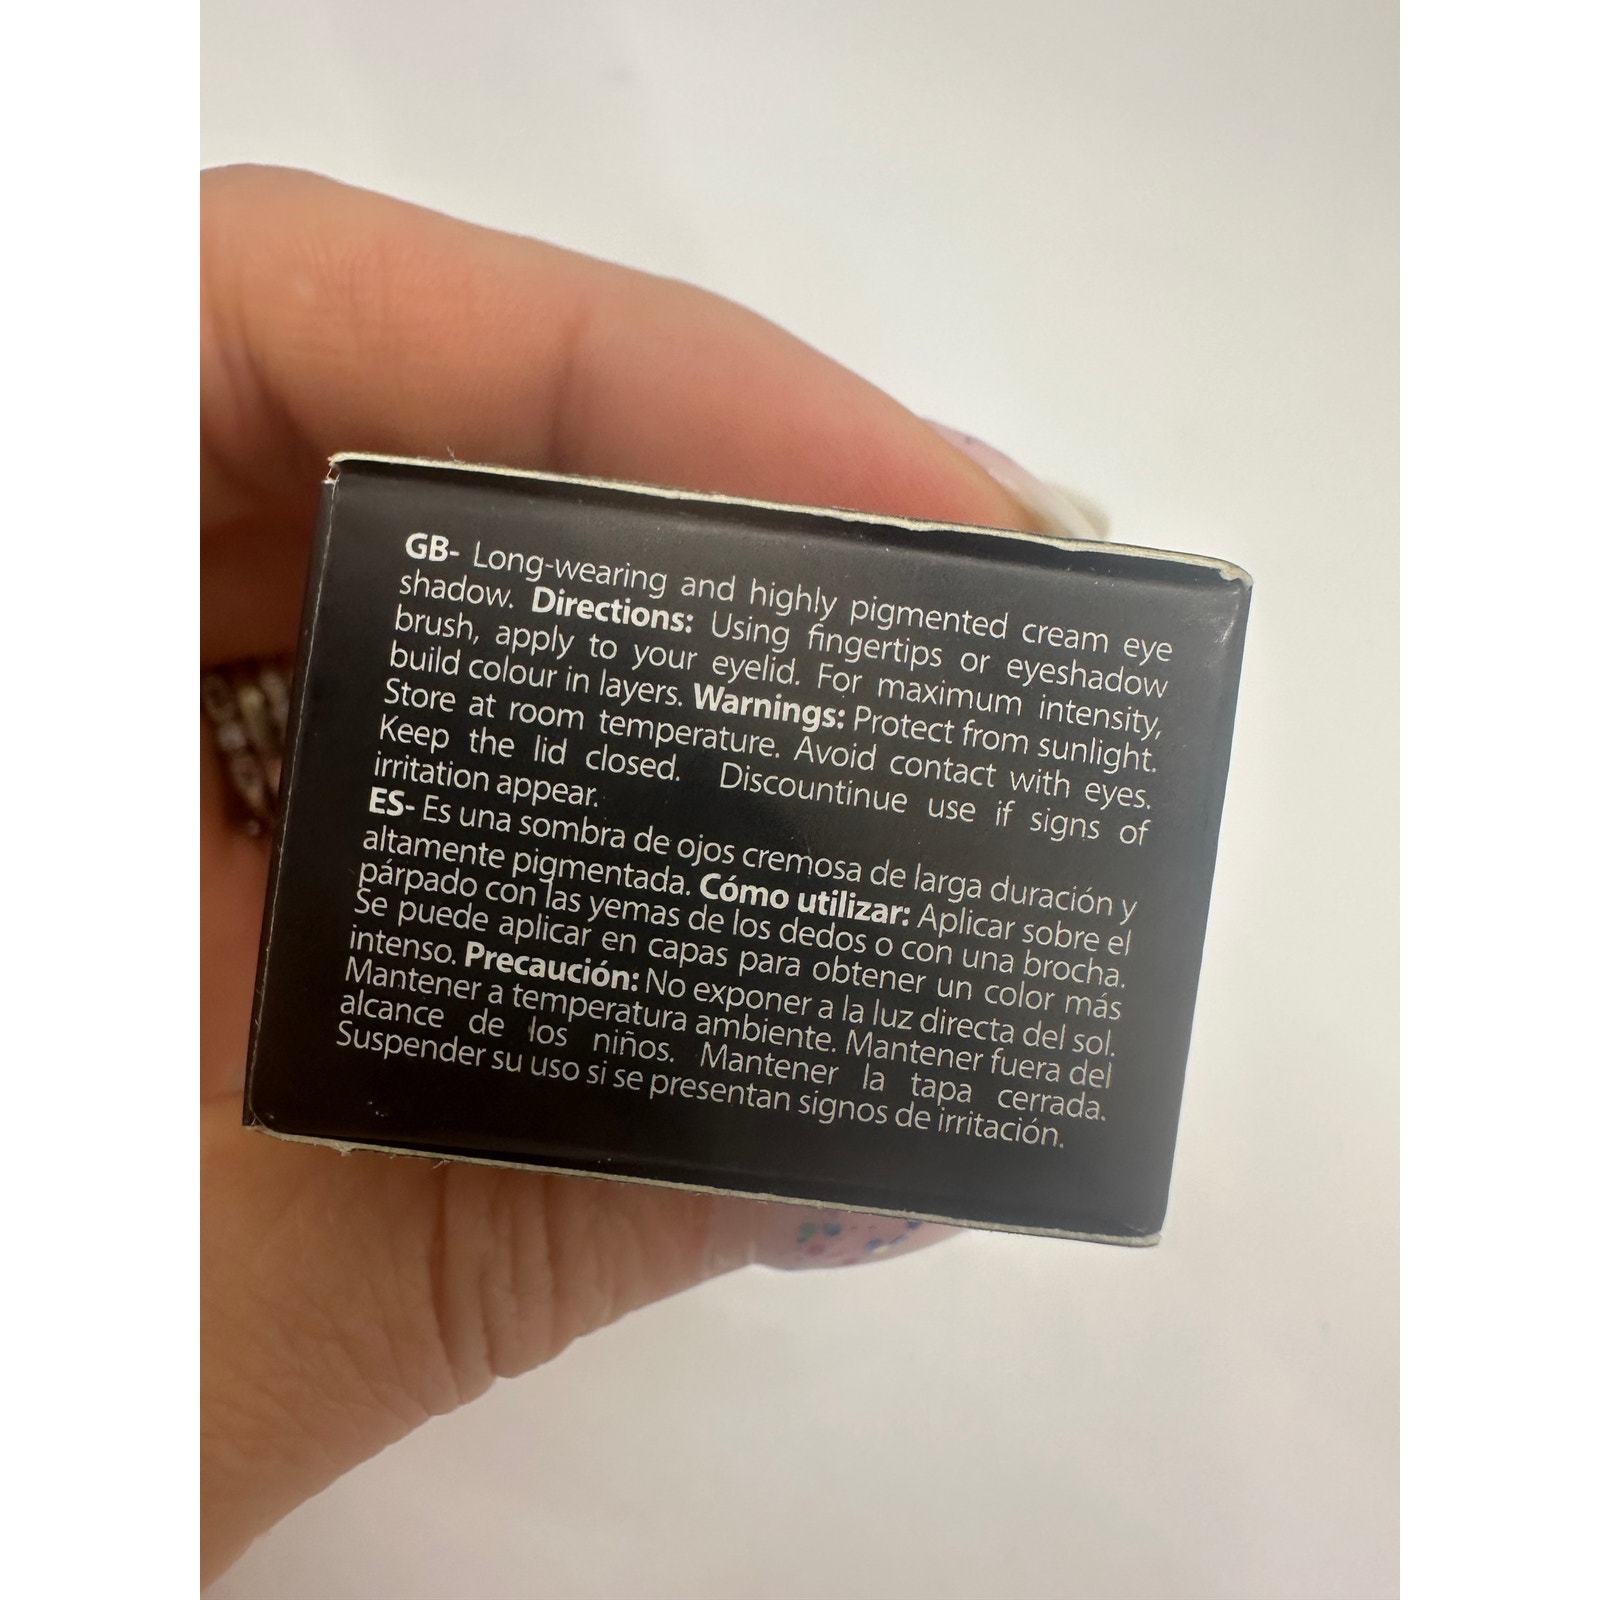 GB- Long-wearing and highly pigmented cream eye
shadow. Directions: Using fingertips or eyeshadow
brush, apply to your eyelid. For maximum intensity,
build colour in layers. Warnings: Protect from sunlight.
Store at room temperature. Avoid contact with eyes.
Keep the lid closed. Discountinue use if signs of
irritation appear.
ES- Es una sombra de ojos cremosa de larga duración y
altamente pigmentada. Cómo utilizar: Aplicar sobre el
párpado con las yemas de los dedos o con una brocha.
Se puede aplicar en capas para obtener un color más
intenso. Precaución: No exponer a la luz directa del sol.
Mantener a temperatura ambiente. Mantener fuera del
alcance de los niños. Mantener la tapa cerrada.
Suspender su uso si se presentan signos de irritación.